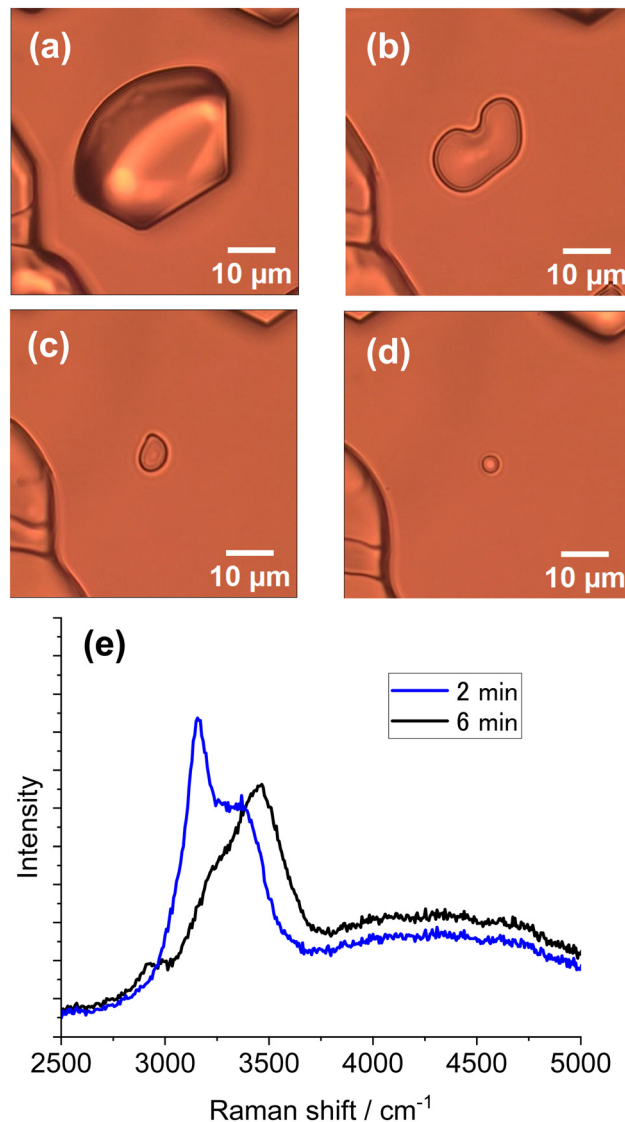 (a)
10 µm
(b)
10 µm
(c)
10 µm
(d)
10 µm
(e)
2 min
6 min
Intensity
2500 3000 3500 4000 4500 5000
Raman shift / cm-1